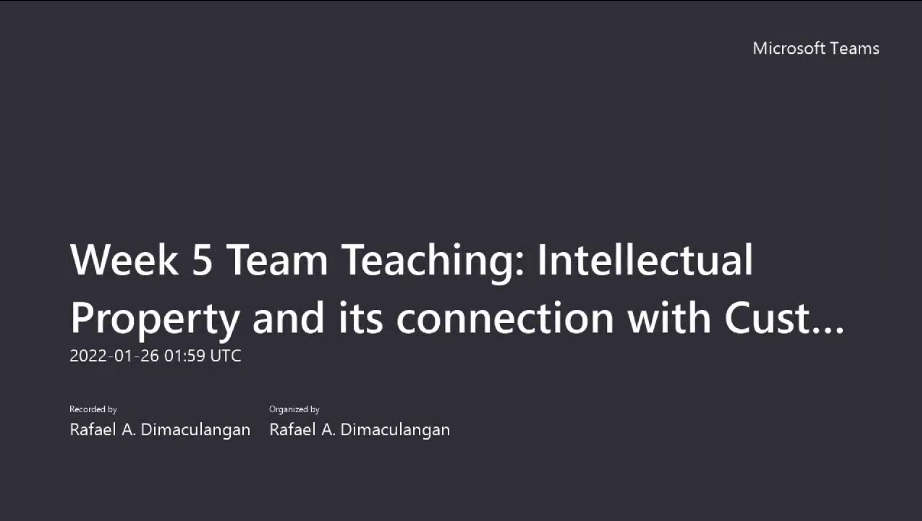 Microsoft Teams
Week 5 Team Teaching: Intellectual
Property and its connection with Cust...
2022-01-26 01:59 UTC
Recorded by
Organized by
Rafael A. Dimaculangan
Rafael A. Dimaculangan